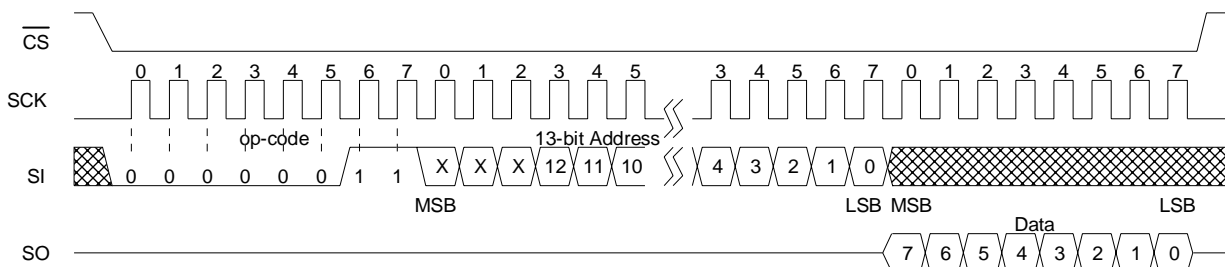 CS
0 1 2 3 4 5 6 7 0 1 2 3 4 5 3 4 5 6 7 0 1 2 3 4 5 6 7
SCK
op-code 13-bit Address
SI 0 0 0 0 0 0 1 1 X X X 12 11 10 4 3 2 1 0
MSB LSB MSB LSB
Data
SO 7 6 5 4 3 2 1 0